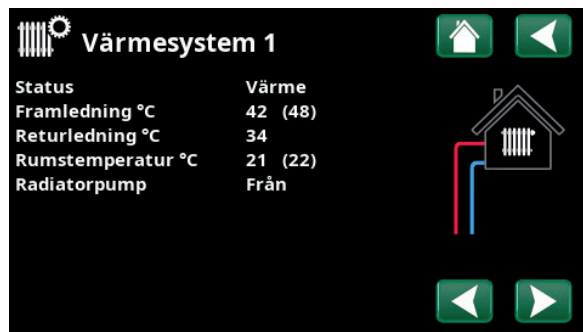 Värmesystem 1
Status Värme
Framledning °C 42 (48)
Returledning °C 34
Rumstemperatur °C 21 (22)
Radiatorpump Från